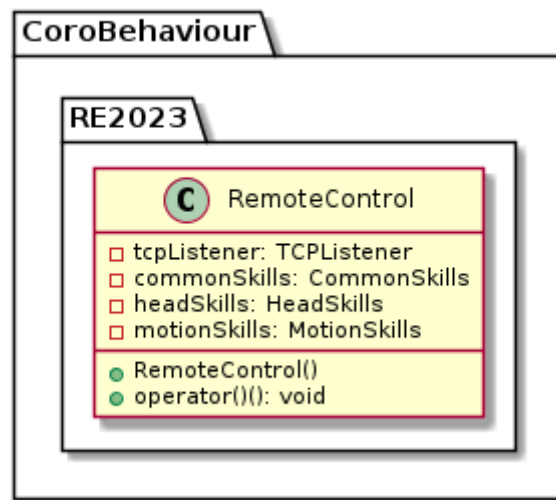 CoroBehaviour
RE2023
C RemoteControl
tcpListener: TCPListener
commonSkills: CommonSkills
headSkills: HeadSkills
motionSkills: MotionSkills
RemoteControl()
operator()(): void